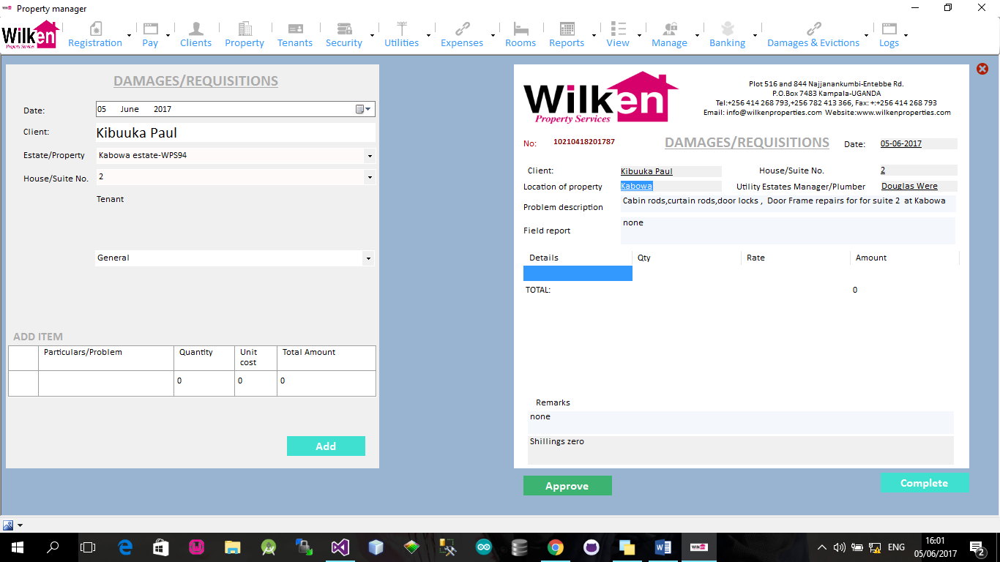 Property manager
Wilken
Property Services
Registration
Pay
Clients
Property
Tenants
Security
Utilities
Expenses
Rooms
Reports
View
Manage
Banking
Damages & Evictions
Logs
DAMAGES/REQUISITIONS
Date: 05 June 2017
Client: Kibuuka Paul
Estate/Property Kabowa estate-WPS94
House/Suite No. 2
Tenant
General
ADD ITEM
Particulars/Problem Quantity Unit cost Total Amount
0 0 0
Add
Wilken
Property Services
Plot 516 and 844 Najjanankumbi-Entebbe Rd.
P.O.Box 7483 Kampala-UGANDA
Tel:+256 414 268 793,+256 782 413 366, Fax: +:+256 414 268 793
Email: info@wilkenproperties.com Website:www.wilkenproperties.com
No: 10210418201787 DAMAGES/REQUISITIONS Date: 05-06-2017
Client: Kibuuka Paul House/Suite No. 2
Location of property Kabowa Utility Estates Manager/Plumber Douglas Were
Problem description Cabin rods,curtain rods,door locks , Door Frame repairs for for suite 2 at Kabowa
Field report none
Details Qty Rate Amount
TOTAL: 0
Remarks
none
Shillings zero
Approve
Complete
ENG
16:01
05/06/2017
2